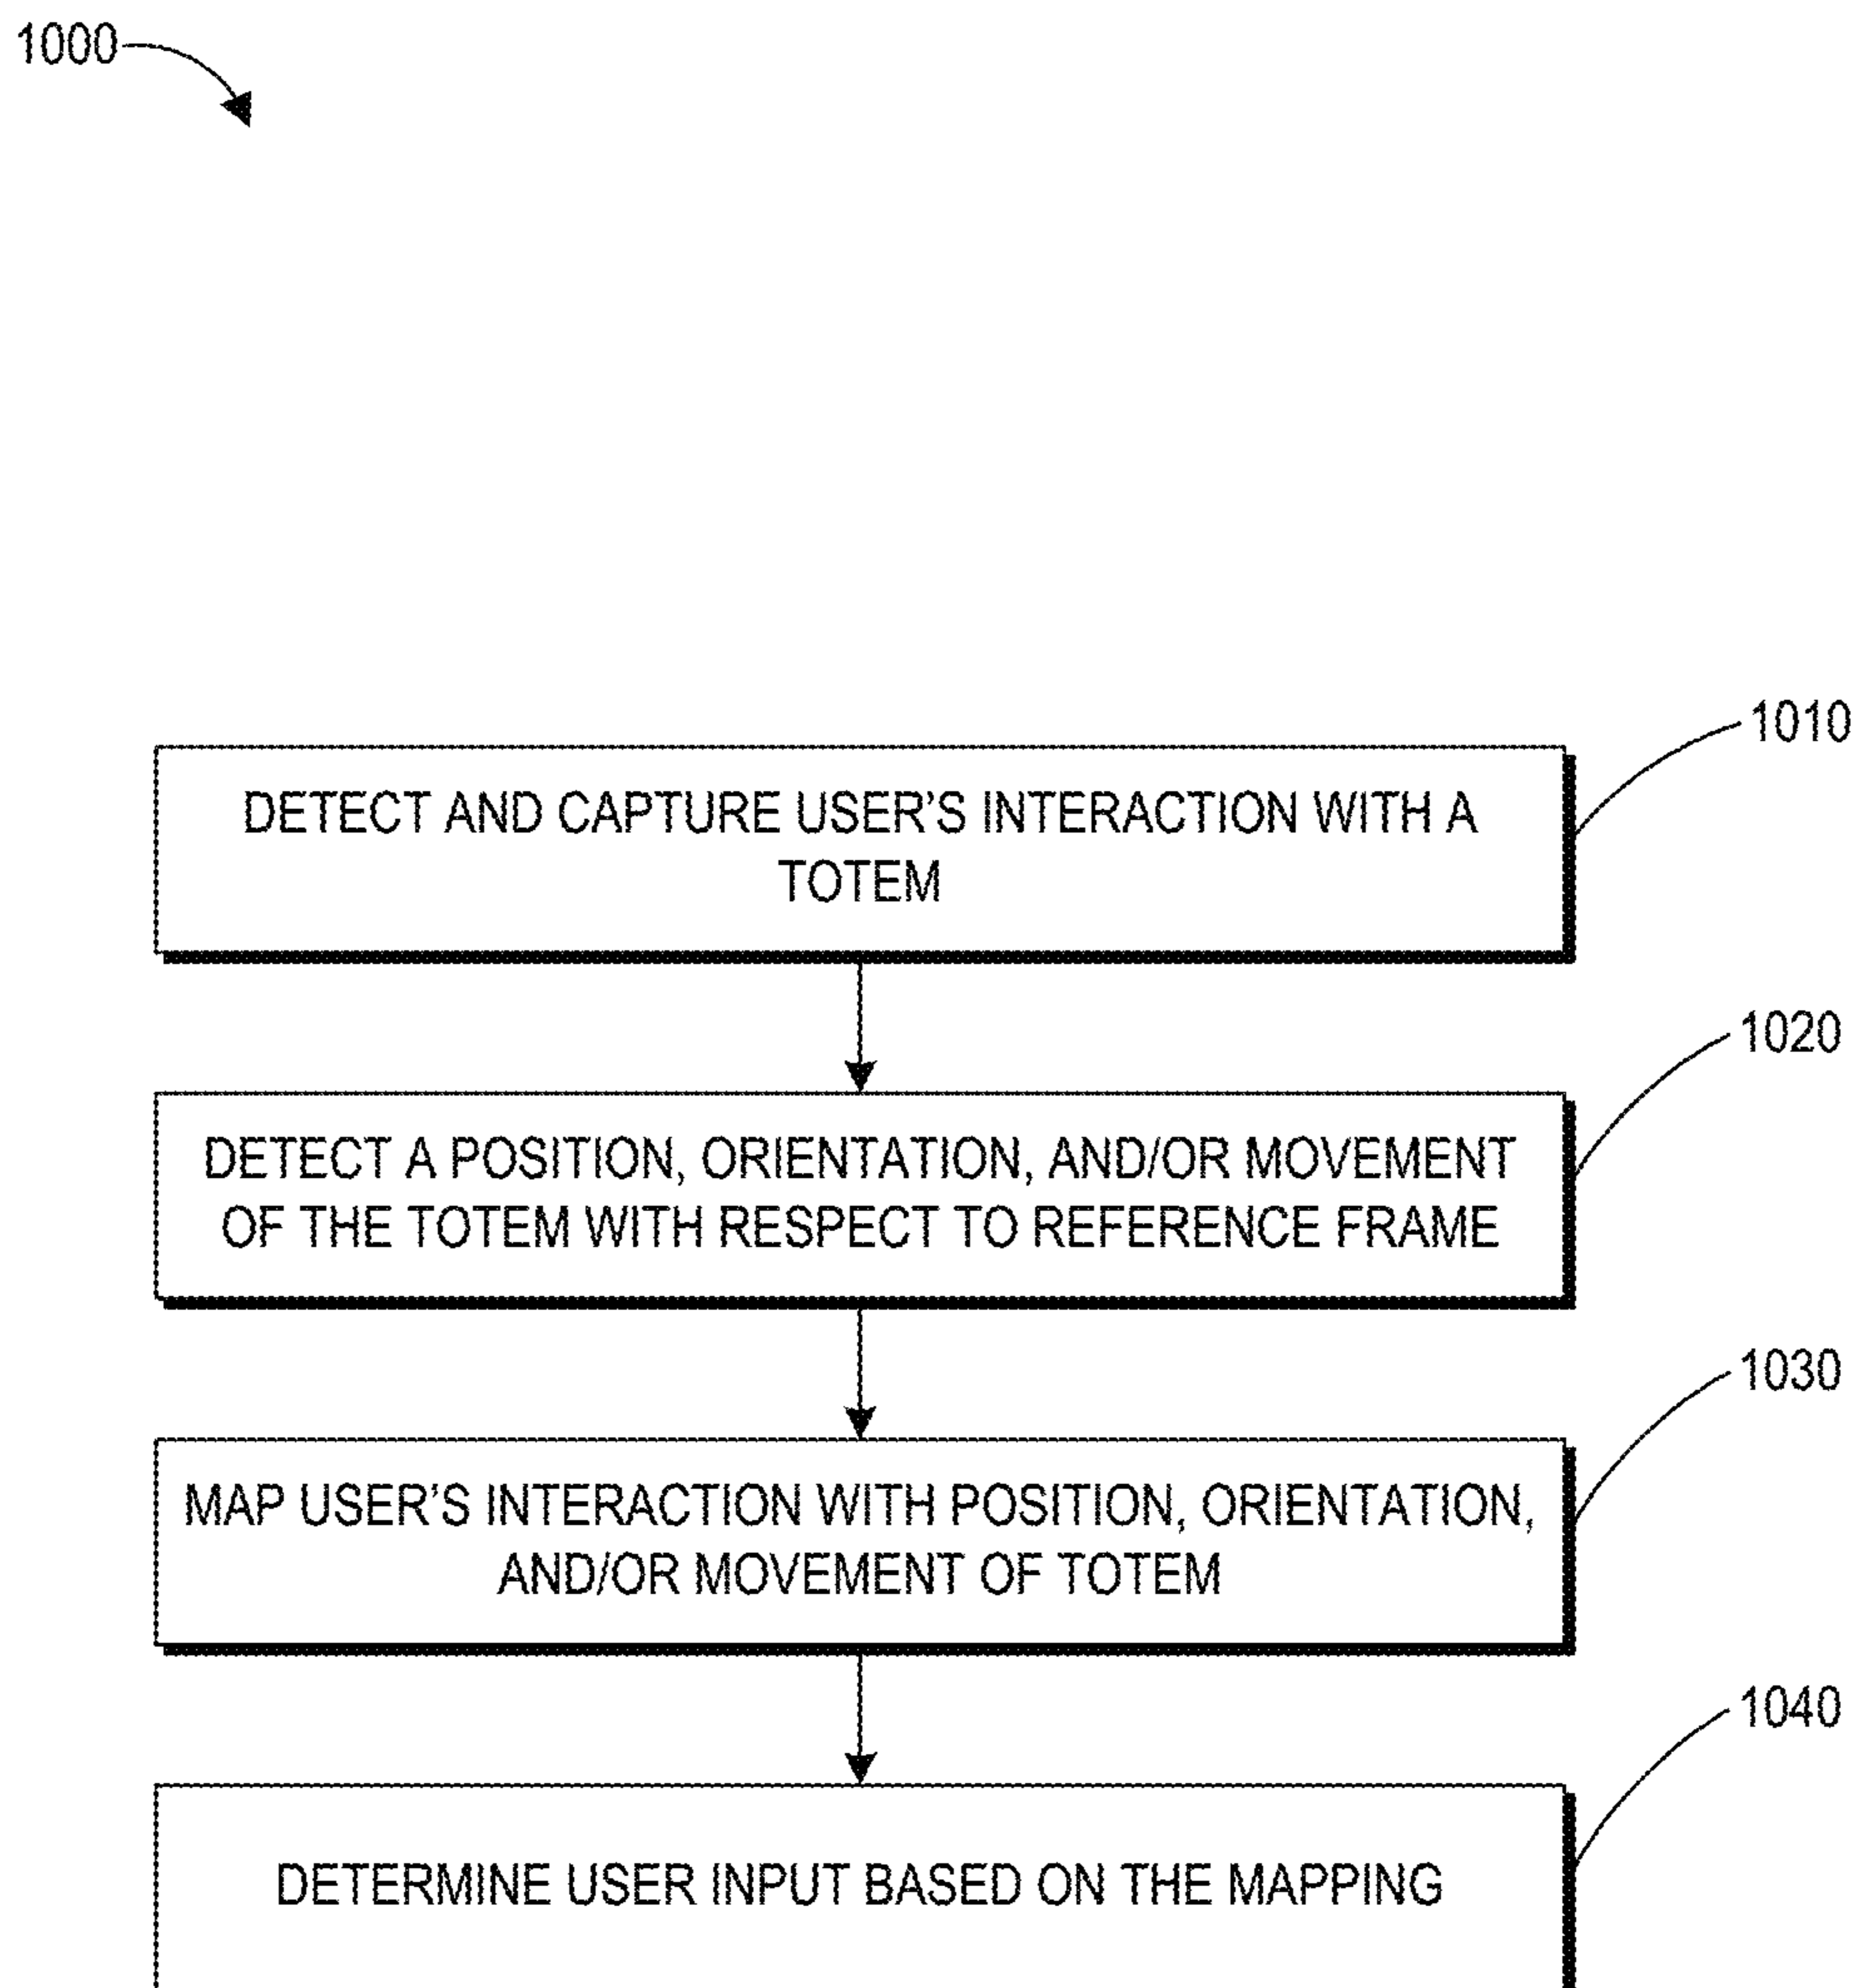 1000
1010
DETECT AND CAPTURE USER'S INTERACTION WITH A
TOTEM
1020
DETECT A POSITION, ORIENTATION, AND/OR MOVEMENT
OF THE TOTEM WITH RESPECT TO REFERENCE FRAME
1030
MAP USER'S INTERACTION WITH POSITION, ORIENTATION,
AND/OR MOVEMENT OF TOTEM
1040
DETERMINE USER INPUT BASED ON THE MAPPING